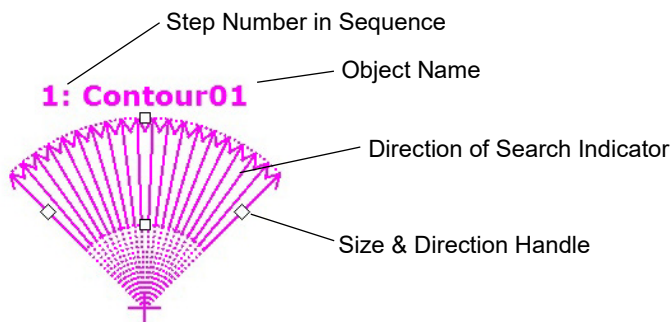 Step Number in Sequence
Object Name
1: Contour01
Direction of Search Indicator
Size & Direction Handle